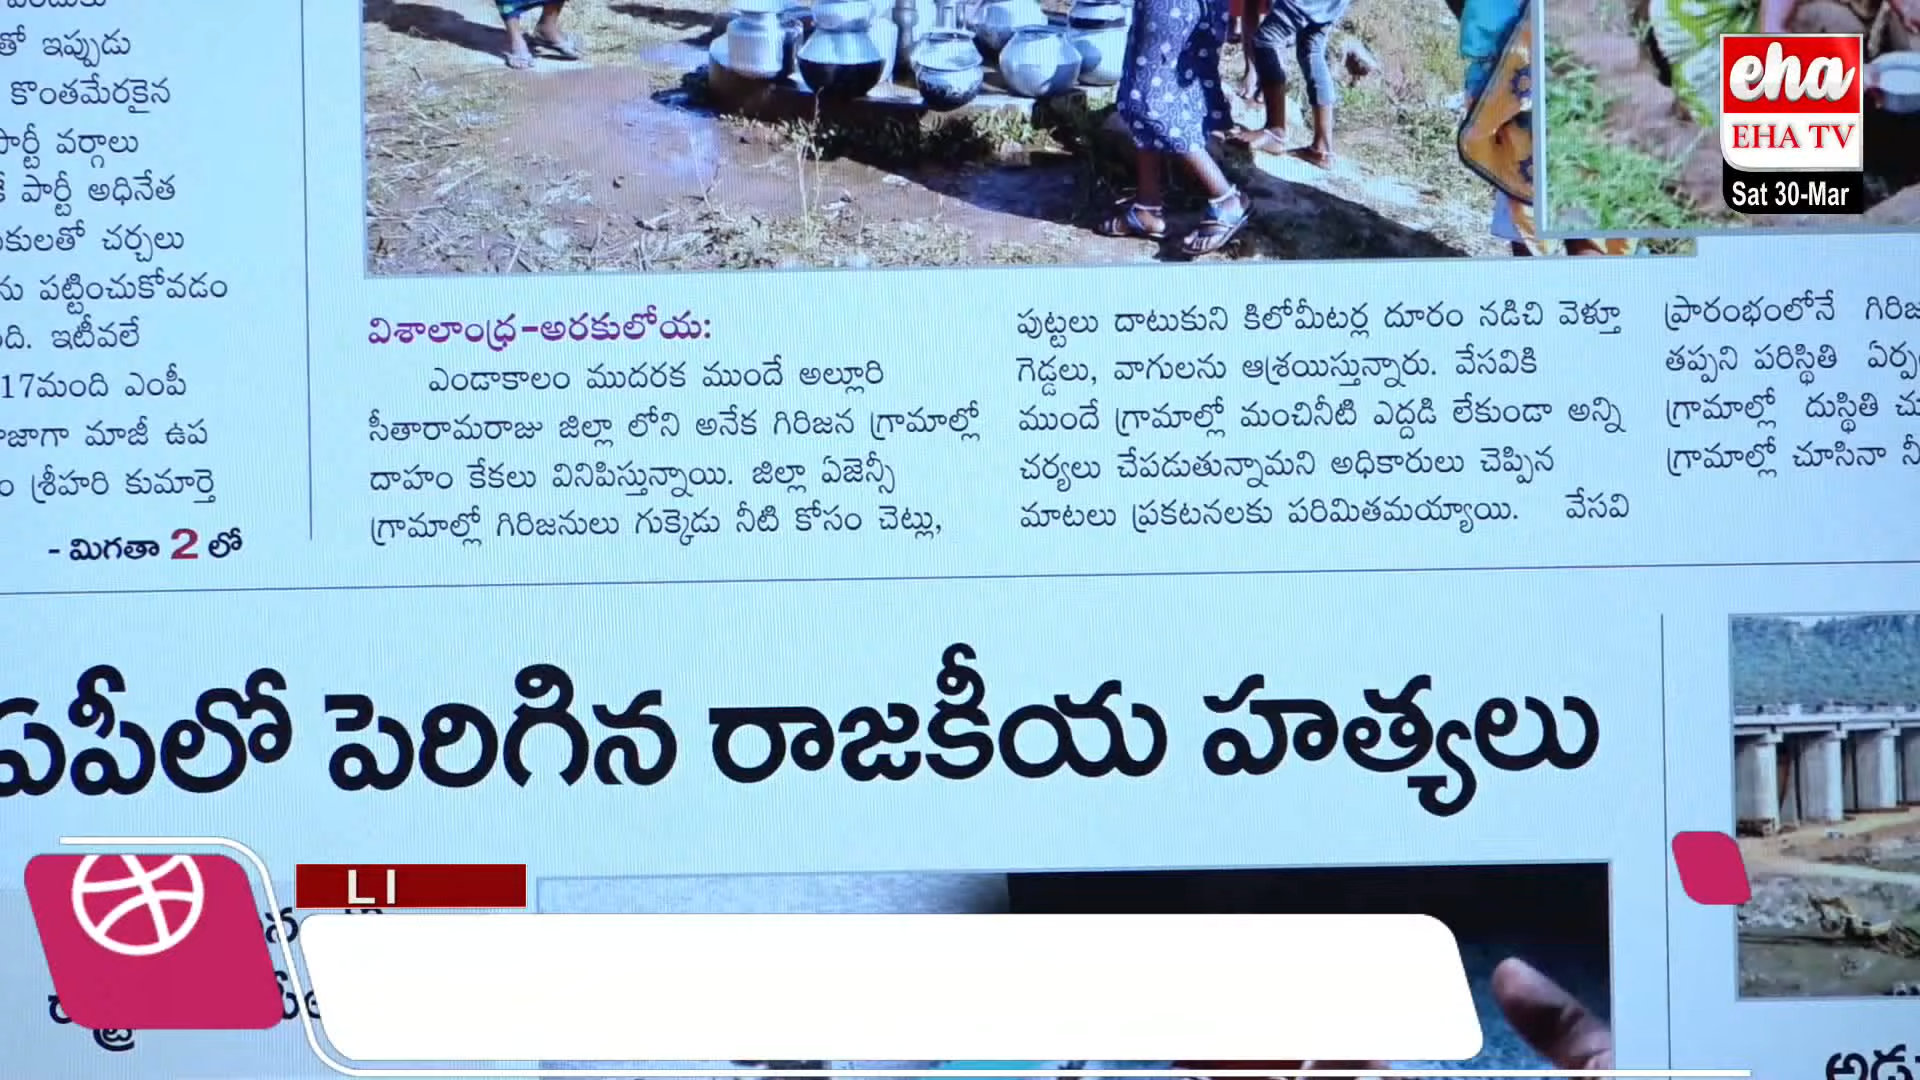 తో ఇప్పుడు
కొంతమేరకైన
పార్టీ వర్గాలు
పార్టీ అధినేత
చర్చలు
పట్టించుకోవడం
ఇటీవలే
17మంది ఎంపీ
మాజీ ఉప
శ్రీహరి కుమార్తె
- మిగతా 2 లో
విశాలాంధ్ర-అరకులోయ:
ఎండాకాలం ముదరక ముందే అల్లూరి
సీతారామరాజు జిల్లా లోని అనేక గిరిజన గ్రామాల్లో
దాహం కేకలు వినిపిస్తున్నాయి. జిల్లా ఏజెన్సీ
గ్రామాల్లో గిరిజనులు గుక్కెడు నీటి కోసం చెట్లు,
పుట్టలు దాటుకుని కిలోమీటర్ల దూరం నడిచి వెళ్తూ
గెడ్డలు, వాగులను ఆశ్రయిస్తున్నారు. వేసవికి
ముందే గ్రామాల్లో మంచినీటి ఎద్దడి లేకుండా అన్ని
చర్యలు చేపడుతున్నామని అధికారులు చెప్పిన
మాటలు ప్రకటనలకు పరిమితమయ్యాయి. వేసవి
ప్రారంభంలోనే
తప్పని పరిస్థితి
గ్రామాల్లో దుస్థితి
గ్రామాల్లో చూసినా
ఏపీలో పెరిగిన రాజకీయ హత్యలు
eha
EHA TV
Sat 30-Mar
LI